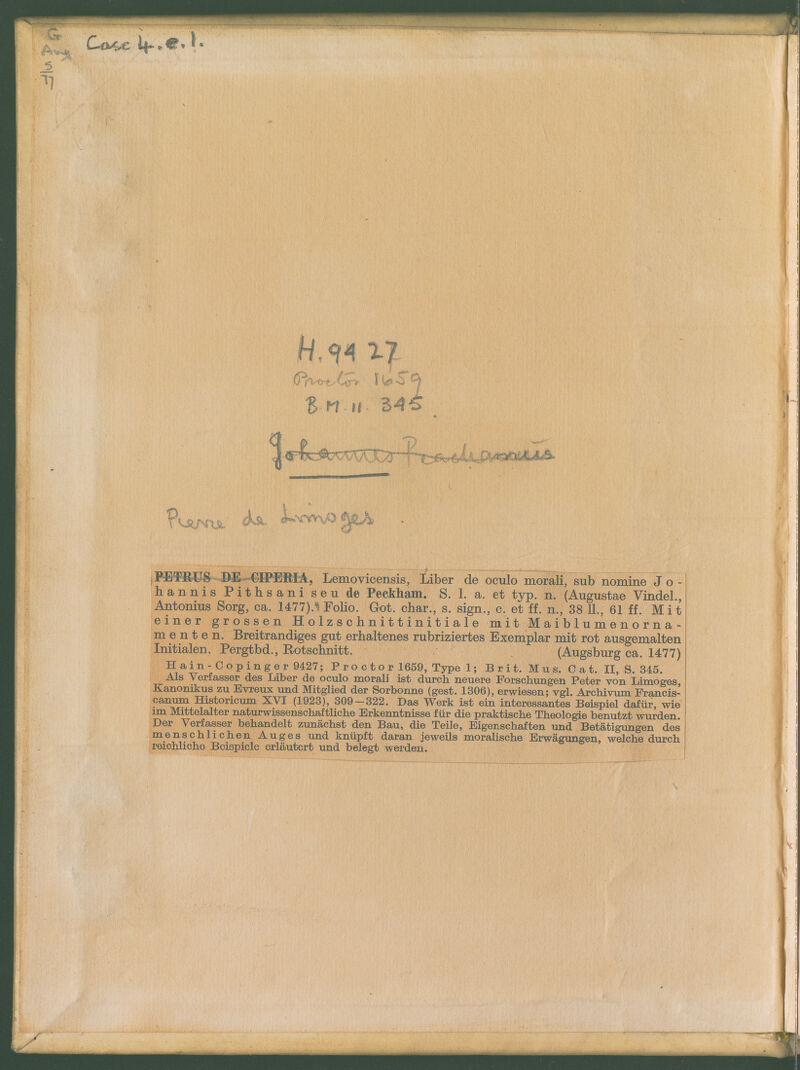 G
Aug
5
77
Case 4.e.1.
H. 9427
Proctor 1659
B.M. II. 345
Johannes
Pierre de Limoges
PETRUS DE CIPERIA, Lemovicensis, Liber de oculo morali, sub nomine Jo-
hannis Pithsani seu de Peckham. S. l. a. et typ. n. (Augustae Vindel.,
Antonius Sorg, ca. 1477). Folio. Got. char., s. sign., c. et ff. n., 38 ll., 61 ff. Mit
einer grossen Holzschnittinitiale mit Maiblumenorna-
menten. Breitrandiges gut erhaltenes rubriziertes Exemplar mit rot ausgemalten
Initialen. Pergtbd., Rotschnitt. (Augsburg ca. 1477)
Hain-Copinger 9427; Proctor 1659, Type 1; Brit. Mus. Cat. II, S. 345.
Als Verfasser des Liber de oculo morali ist durch neuere Forschungen Peter von Limoges,
Kanonikus zu Evreux und Mitglied der Sorbonne (gest. 1306), erwiesen; vgl. Archivum Francis-
canum Historicum XVI (1923), 309—322. Das Werk ist ein interessantes Beispiel dafür, wie
im Mittelalter naturwissenschaftliche Erkenntnisse für die praktische Theologie benutzt wurden.
Der Verfasser behandelt zunächst den Bau, die Teile, Eigenschaften und Betätigungen des
menschlichen Auges und knüpft daran jeweils moralische Erwägungen, welche durch
reichliche Beispiele erläutert und belegt werden.